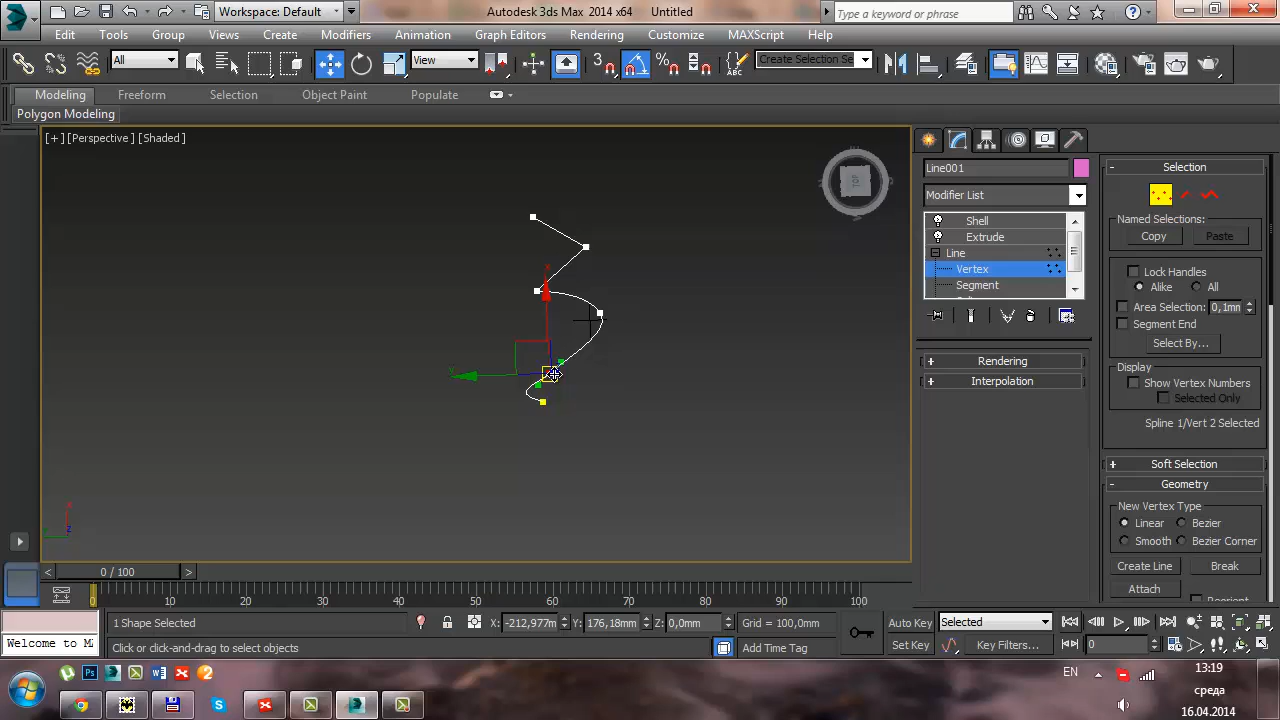 Workspace: Default
Autodesk 3ds Max 2014 x64
Untitled
Type a keyword or phrase
Edit Tools Group Views Create Modifiers Animation Graph Editors Rendering Customize MAXScript Help
All
View
3
Create Selection Se
Modeling Freeform Selection Object Paint Populate
Polygon Modeling
[+] [Perspective] [Shaded]
TOP
Line001
Modifier List
Shell
Extrude
Line
Vertex
Segment
Rendering
Interpolation
Selection
Named Selections:
Copy Paste
Lock Handles
Alike All
Area Selection: 0,1mm
Segment End
Select By...
Display
Show Vertex Numbers
Selected Only
Spline 1/Vert 2 Selected
Soft Selection
Geometry
New Vertex Type
Linear Bezier
Smooth Bezier Corner
Create Line Break
Attach
0 / 100
0 10 20 30 40 50 60 70 80 90 100
1 Shape Selected
X: -212,977m Y: 176,18mm Z: 0,0mm
Grid = 100,0mm
Auto Key
Selected
Welcome to M
Click or click-and-drag to select objects
Add Time Tag
Set Key
Key Filters...
0
EN
13:19
среда
16.04.2014